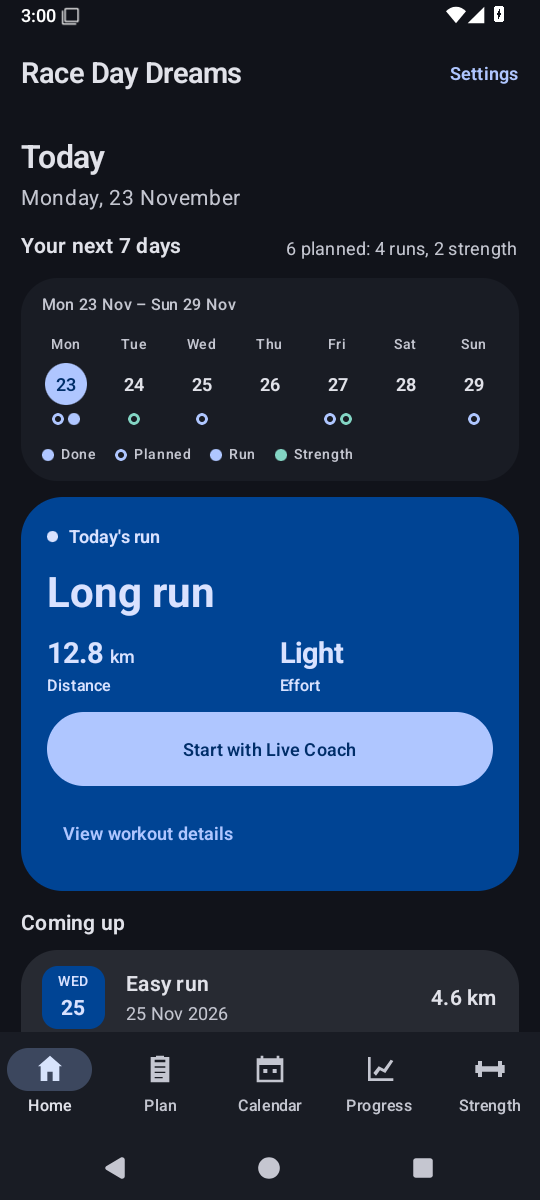 3:00
Race Day Dreams Settings
Today
Monday, 23 November
Your next 7 days 6 planned: 4 runs, 2 strength
Mon 23 Nov – Sun 29 Nov
Mon Tue Wed Thu Fri Sat Sun
23 24 25 26 27 28 29
Done Planned Run Strength
Today's run
Long run
12.8 km Light
Distance Effort
Start with Live Coach
View workout details
Coming up
WED Easy run 4.6 km
25 25 Nov 2026
Home Plan Calendar Progress Strength